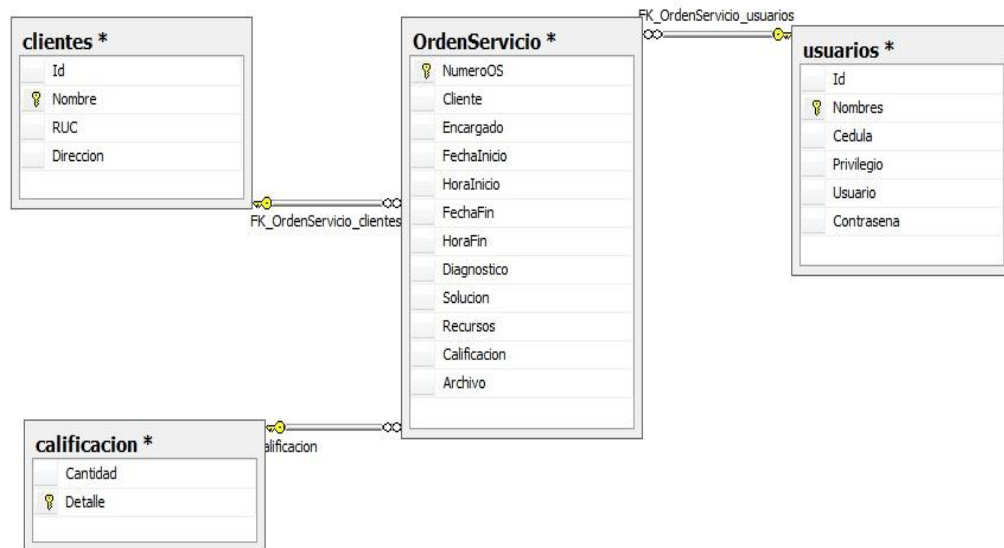 clientes *
Id
Nombre
RUC
Direccion
FK_OrdenServicio_clientes
OrdenServicio *
NumeroOS
Cliente
Encargado
FechaInicio
HoraInicio
FechaFin
HoraFin
Diagnostico
Solucion
Recursos
Calificacion
Archivo
FK_OrdenServicio_usuarios
usuarios *
Id
Nombres
Cedula
Privilegio
Usuario
Contrasena
calificacion *
Cantidad
Detalle
alificacion